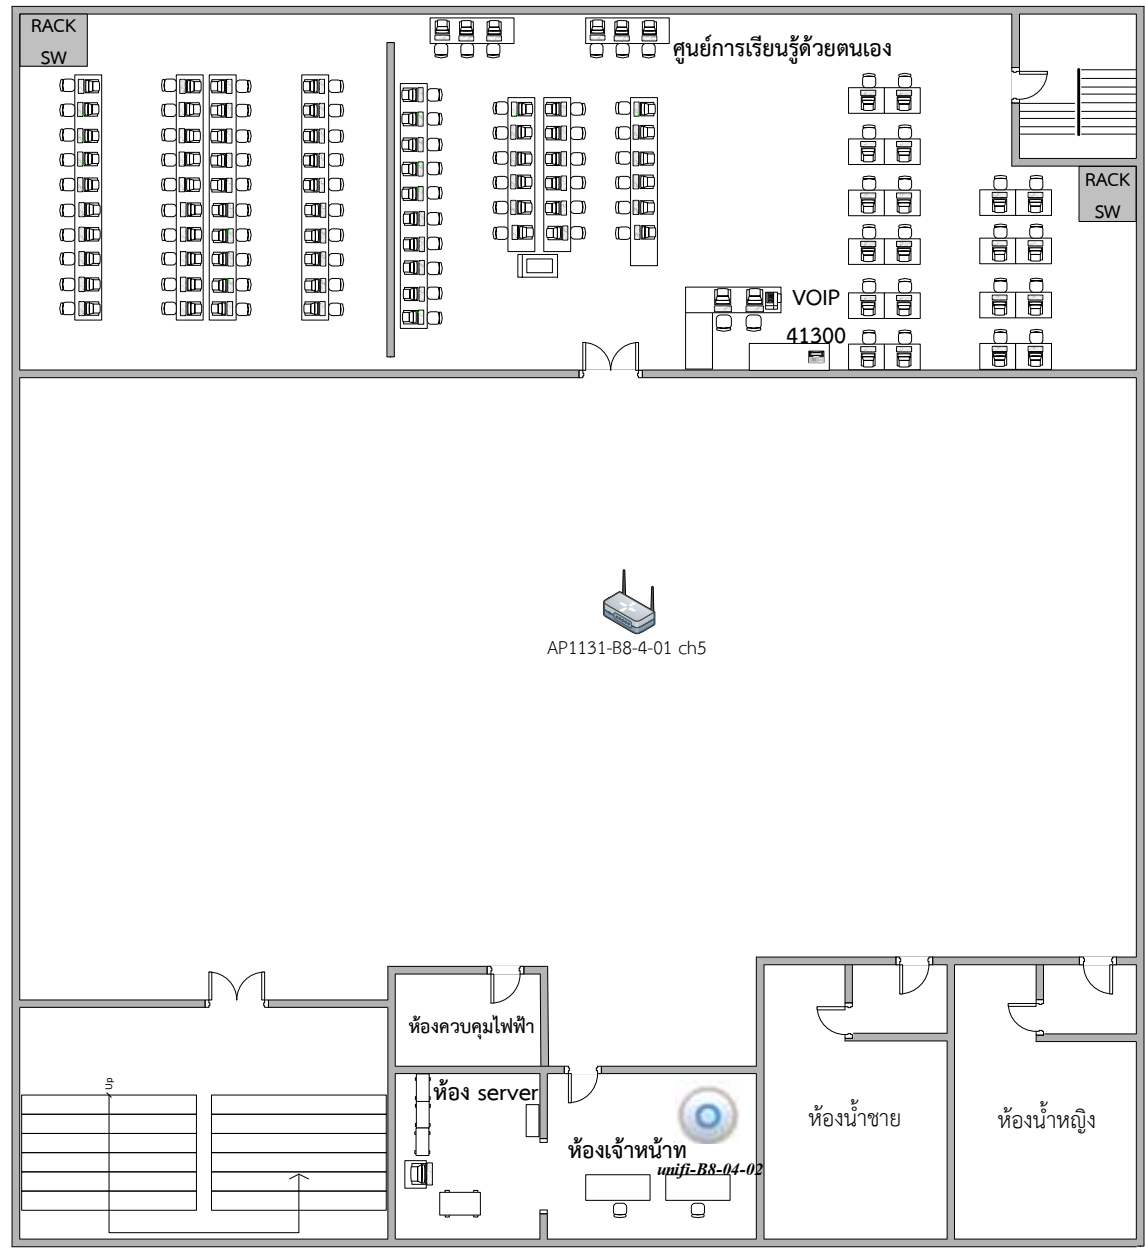 RACK
SW
ศูนย์การเรียนรู้ด้วยตนเอง
RACK
SW
VOIP
41300
AP1131-B8-4-01 ch5
ห้องควบคุมไฟฟ้า
Up
ห้อง server
ห้องเจ้าหน้าท
unifi-B8-04-02
ห้องน้ำชาย
ห้องน้ำหญิง